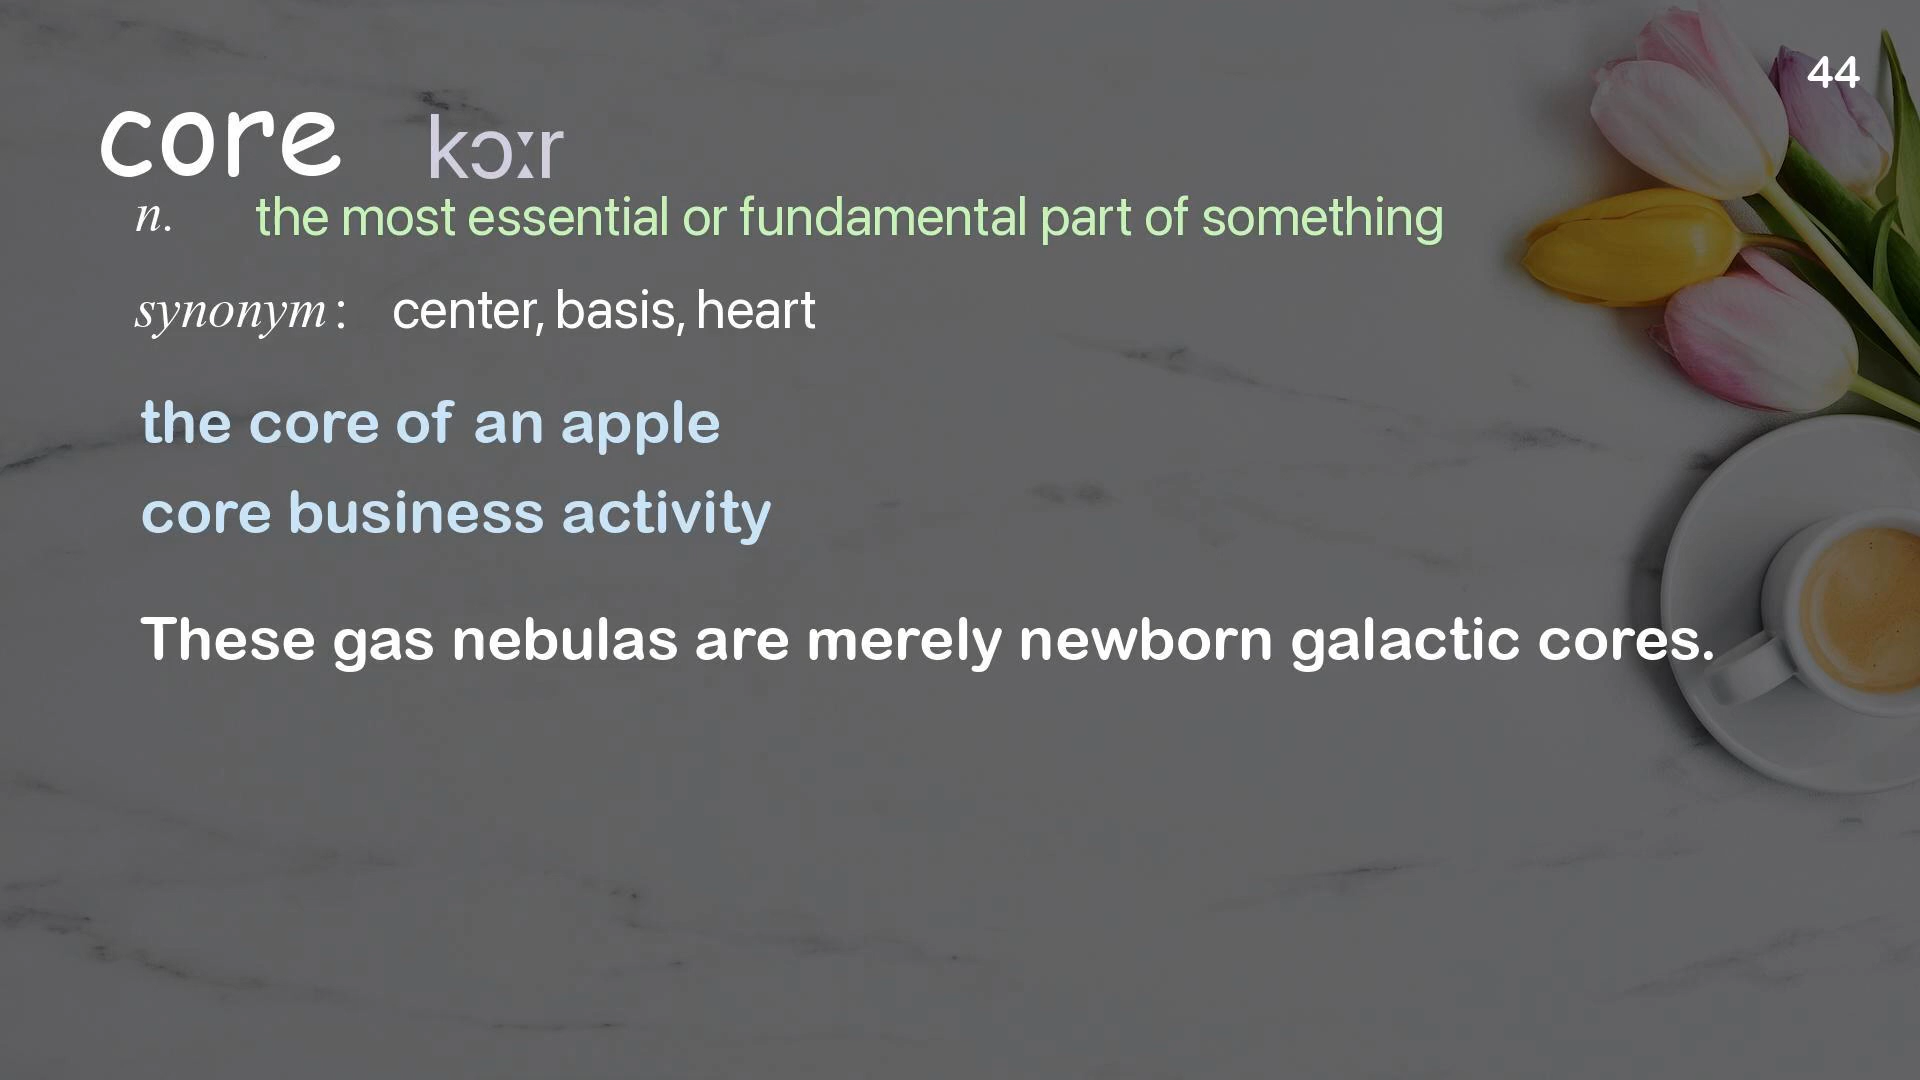 44
core kɔːr
n. the most essential or fundamental part of something
synonym: center, basis, heart
the core of an apple
core business activity
These gas nebulas are merely newborn galactic cores.